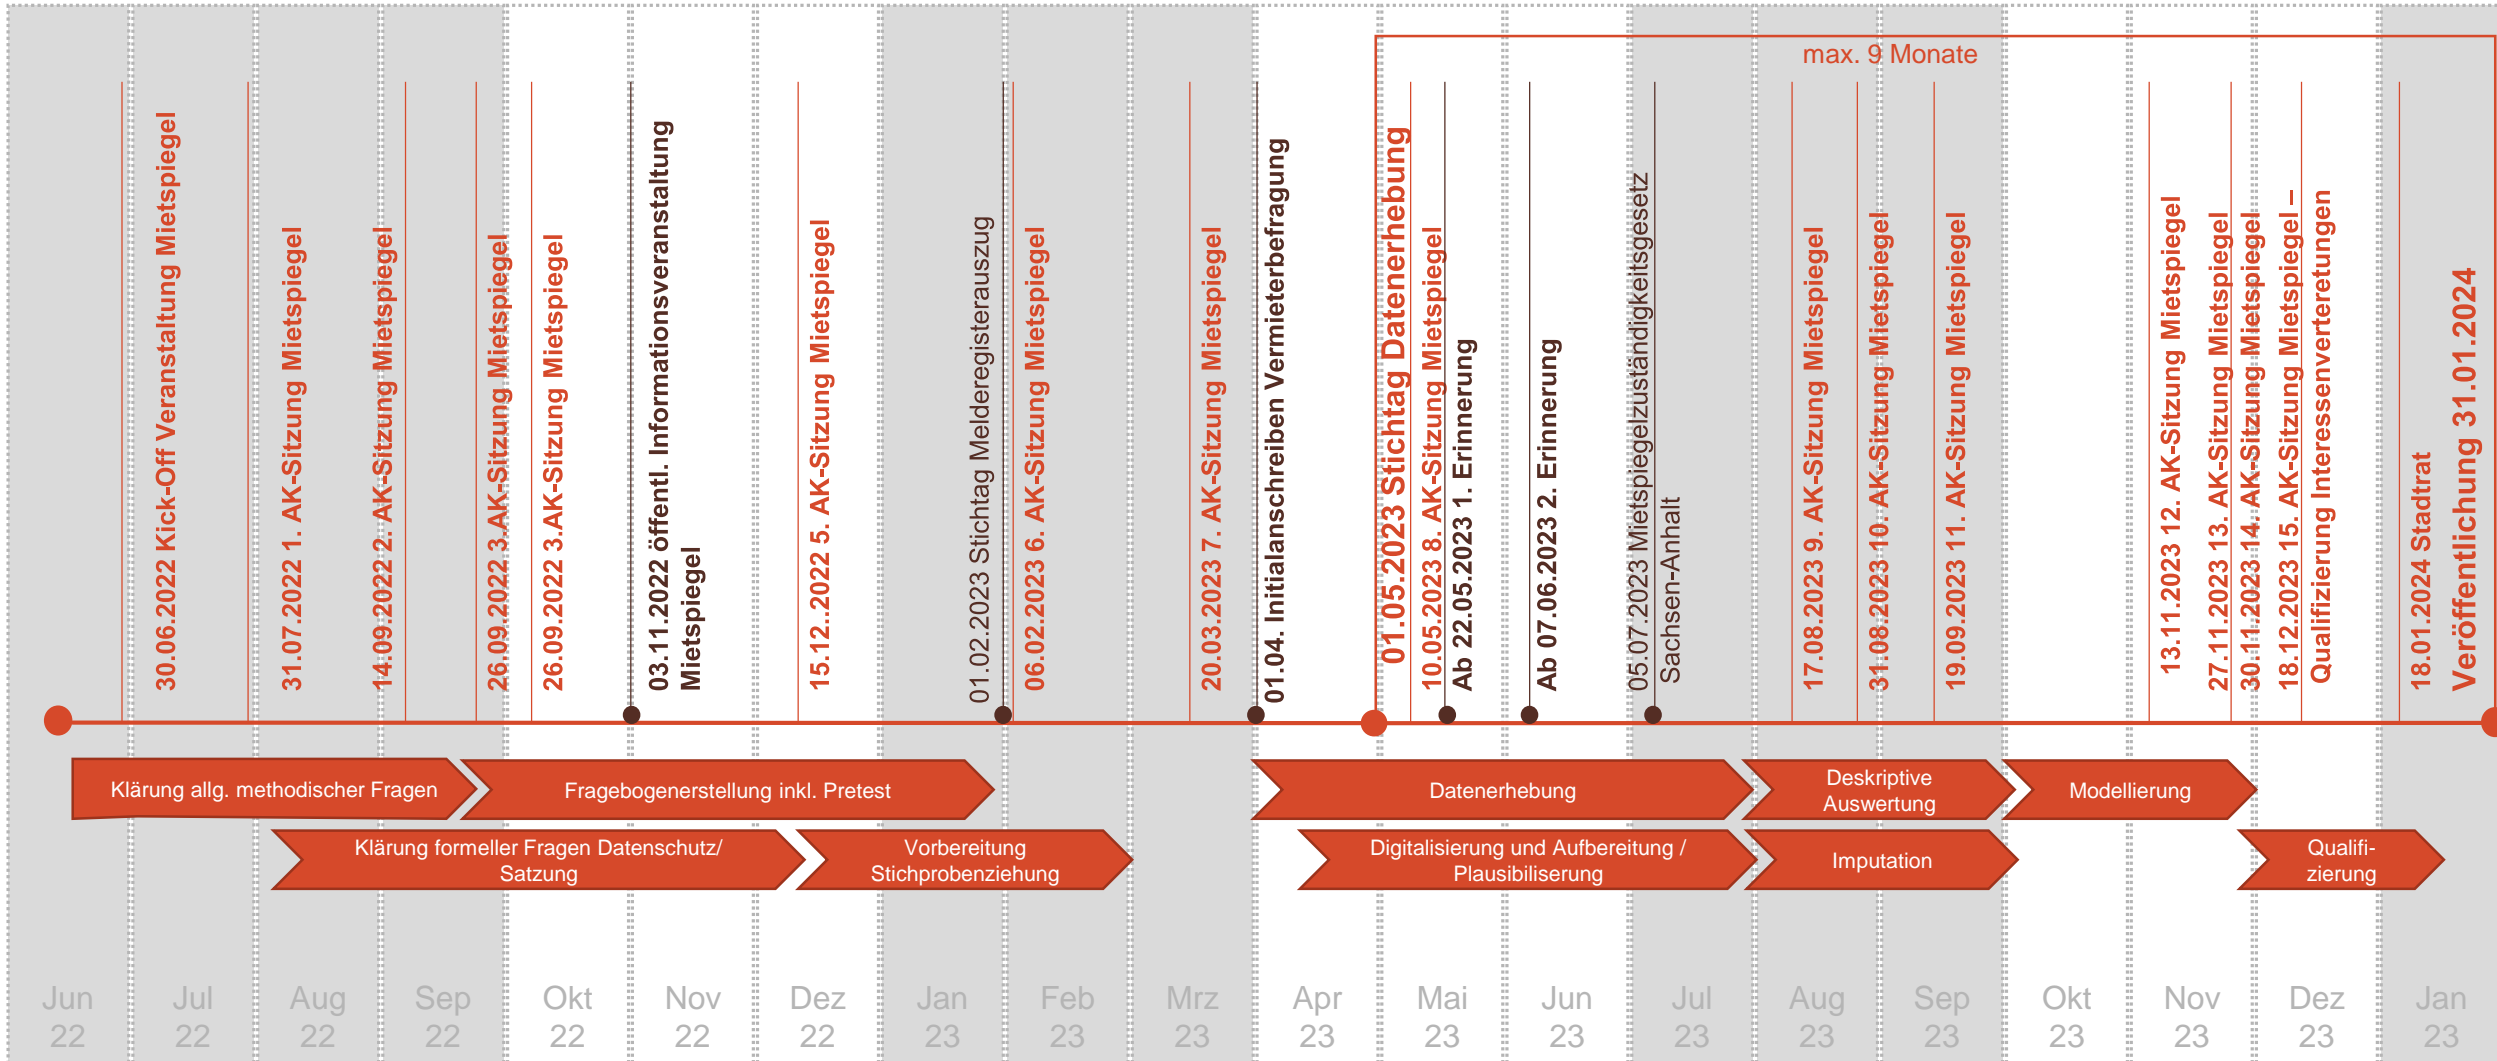 max. 9 Monate
30.06.2022 Kick-Off Veranstaltung Mietspiegel
31.07.2022 1. AK-Sitzung Mietspiegel
14.09.2022 2. AK-Sitzung Mietspiegel
26.09.2022 3.AK-Sitzung Mietspiegel
26.09.2022 3.AK-Sitzung Mietspiegel
03.11.2022 öffentl. Informationsveranstaltung
Mietspiegel
15.12.2022 5. AK-Sitzung Mietspiegel
01.02.2023 Stichtag Melderegisterauszug
06.02.2023 6. AK-Sitzung Mietspiegel
20.03.2023 7. AK-Sitzung Mietspiegel
01.04. Initialanschreiben Vermieterbefragung
01.05.2023 Stichtag Datenerhebung
10.05.2023 8. AK-Sitzung Mietspiegel
Ab 22.05.2023 1. Erinnerung
Ab 07.06.2023 2. Erinnerung
05.07.2023 Mietspiegelzuständigkeitsgesetz
Sachsen-Anhalt
17.08.2023 9. AK-Sitzung Mietspiegel
31.08.2023 10. AK-Sitzung Mietspiegel
19.09.2023 11. AK-Sitzung Mietspiegel
13.11.2023 12. AK-Sitzung Mietspiegel
27.11.2023 13. AK-Sitzung Mietspiegel
30.11.2023 14. AK-Sitzung Mietspiegel
18.12.2023 15. AK-Sitzung Mietspiegel –
Qualifizierung Interessenvertretungen
18.01.2024 Stadtrat
Veröffentlichung 31.01.2024
Klärung allg. methodischer Fragen
Fragebogenerstellung inkl. Pretest
Datenerhebung
Deskriptive
Auswertung
Modellierung
Klärung formeller Fragen Datenschutz/
Satzung
Vorbereitung
Stichprobenziehung
Digitalisierung und Aufbereitung /
Plausibiliserung
Imputation
Qualifi-
zierung
Jun
22
Jul
22
Aug
22
Sep
22
Okt
22
Nov
22
Dez
22
Jan
23
Feb
23
Mrz
23
Apr
23
Mai
23
Jun
23
Jul
23
Aug
23
Sep
23
Okt
23
Nov
23
Dez
23
Jan
23